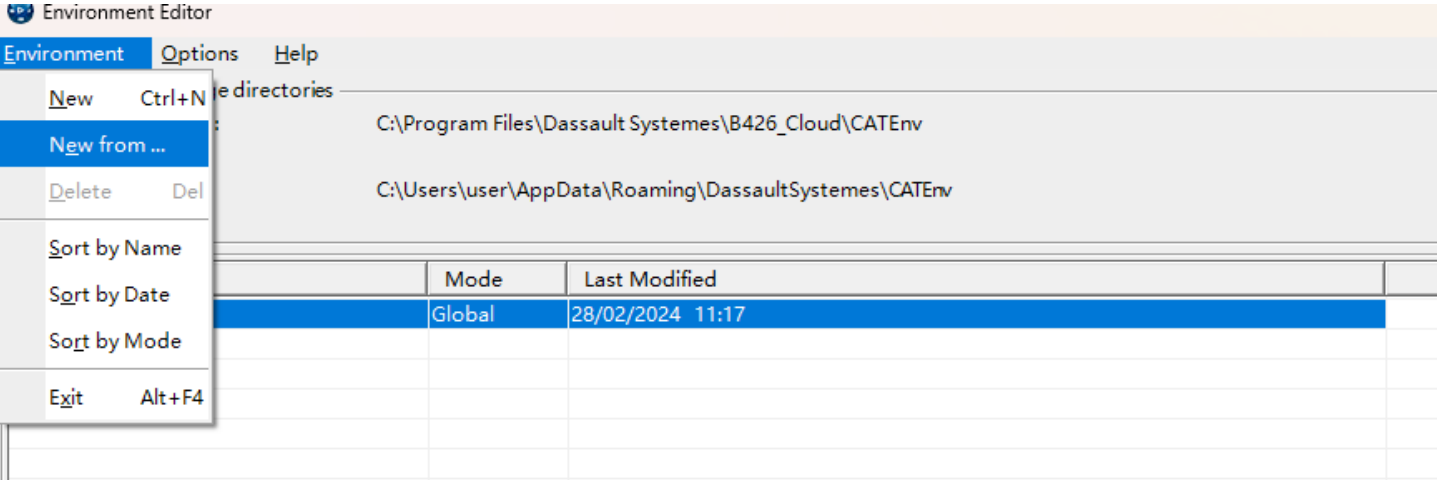 Environment Editor
Environment Options Help
New Ctrl+N
directories
New from ...
C:\Program Files\Dassault Systemes\B426_Cloud\CATEnv
Delete Del
C:\Users\user\AppData\Roaming\DassaultSystemes\CATEnv
Sort by Name
Mode Last Modified
Sort by Date
Global 28/02/2024 11:17
Sort by Mode
Exit Alt+F4